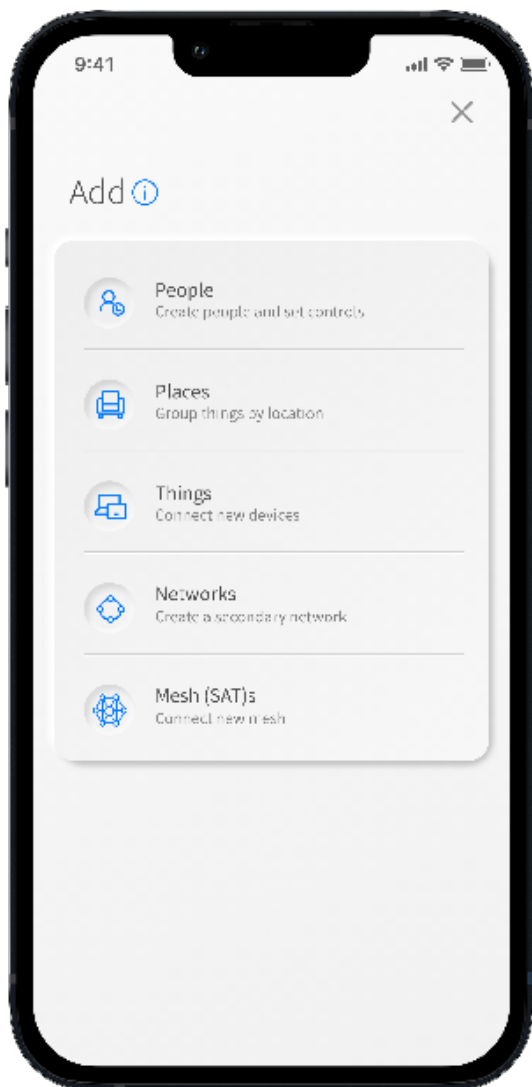 9:41
Add
People
Create people and set controls
Places
Group things by location
Things
Connect new devices
Networks
Create a secondary network
Mesh (SAT)s
Connect new mesh